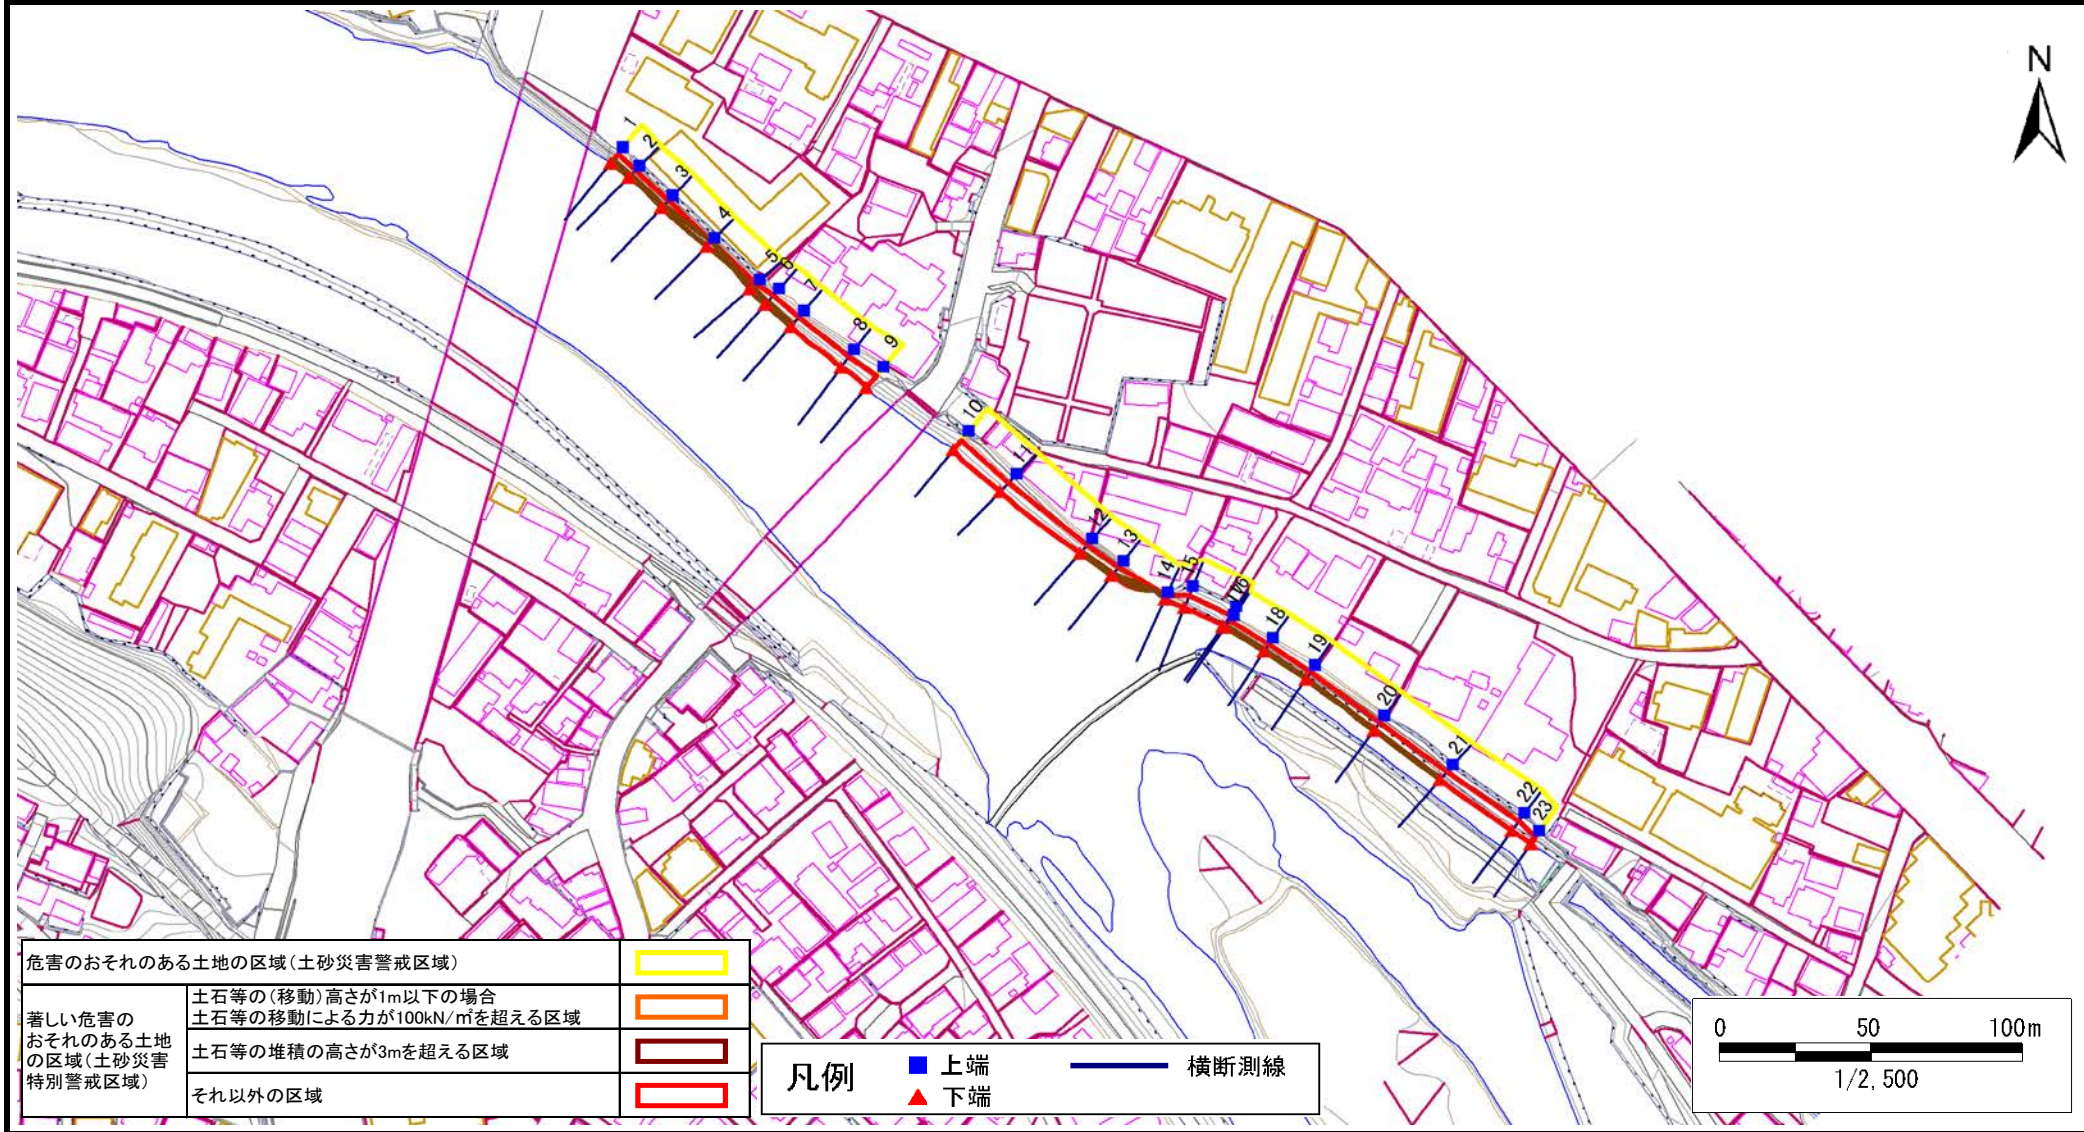 N
1
2
3
4
5
6
7
8
9
10
11
12
13
14
15
16
17
18
19
20
21
22
23
危害のおそれのある土地の区域(土砂災害警戒区域)
著しい危害の
おそれのある土地
の区域(土砂災害
特別警戒区域)
土石等の(移動)高さが1m以下の場合
土石等の移動による力が100kN/㎡を超える区域
土石等の堆積の高さが3mを超える区域
それ以外の区域
凡例
上端
下端
横断測線
0 50 100m
1/2,500